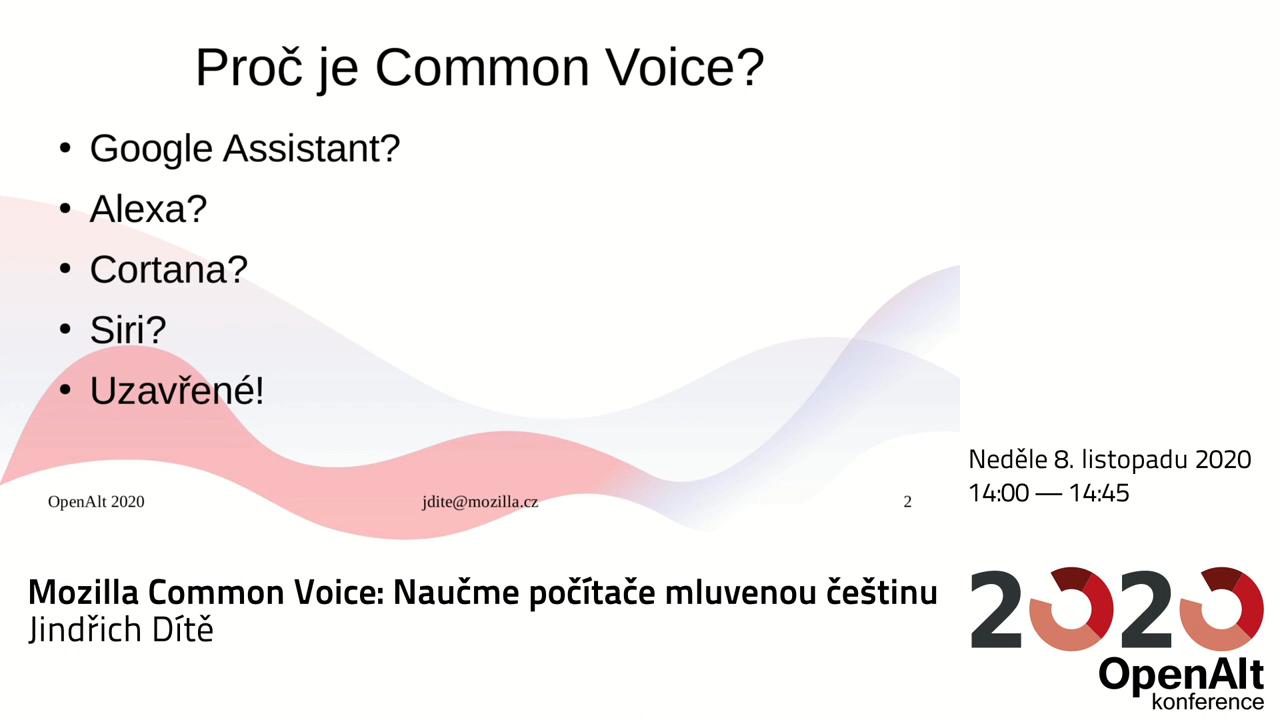 Proč je Common Voice?
• Google Assistant?
• Alexa?
• Cortana?
• Siri?
• Uzavřené!
OpenAlt 2020 jdite@mozilla.cz 2
Neděle 8. listopadu 2020
14:00 — 14:45
Mozilla Common Voice: Naučme počítače mluvenou češtinu
Jindřich Dítě
2020
OpenAlt
konference